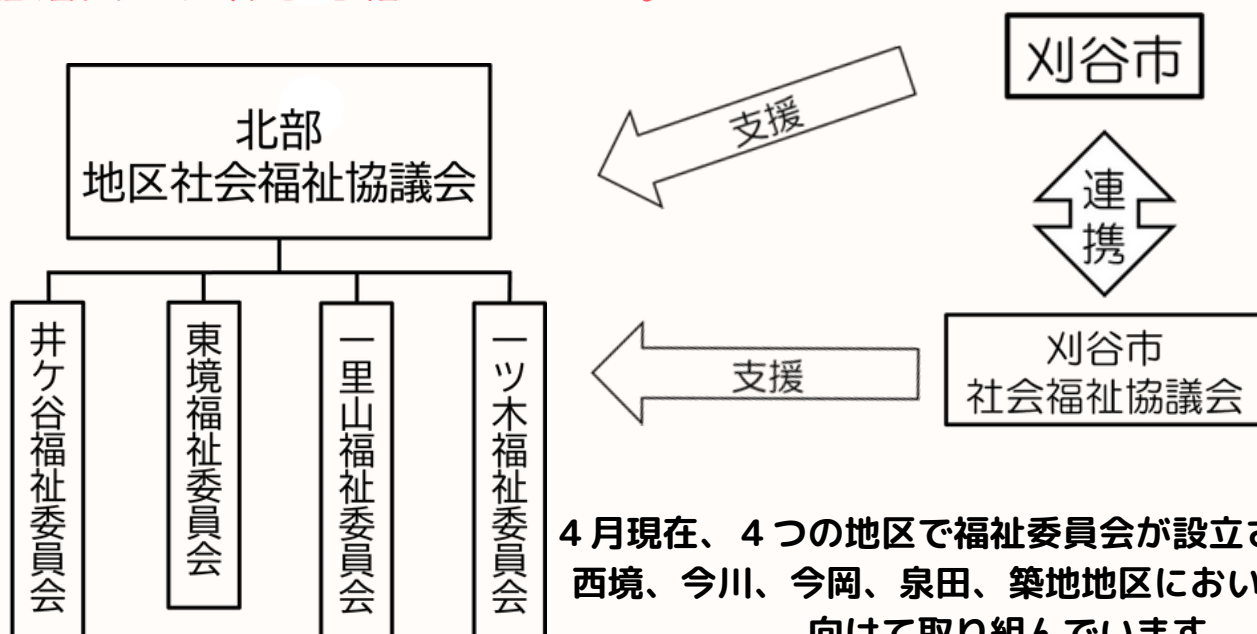 北部
地区社会福祉協議会
井ケ谷福祉委員会
東境福祉委員会
一里山福祉委員会
一ツ木福祉委員会
支援
支援
刈谷市
連携
刈谷市
社会福祉協議会
４月現在、４つの地区で福祉委員会が設立
西境、今川、今岡、泉田、築地地区におい
向けて取り組んでいます